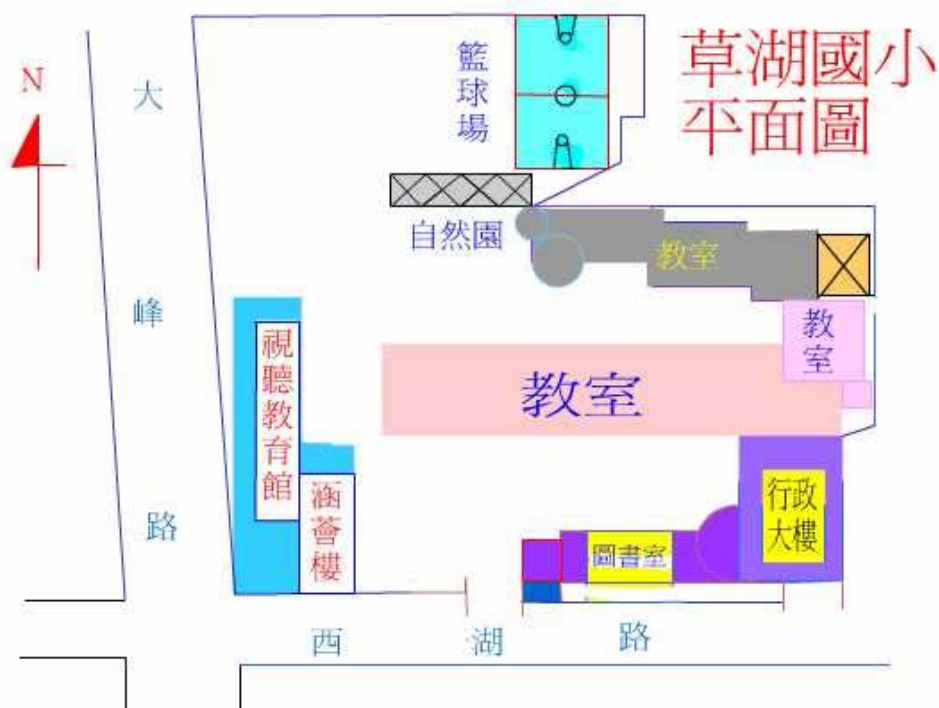 草湖國小
平面圖
N
大峰路
籃球場
自然園
教室
教室
教室
視聽教育館
涵薈樓
行政
大樓
圖書室
西湖路